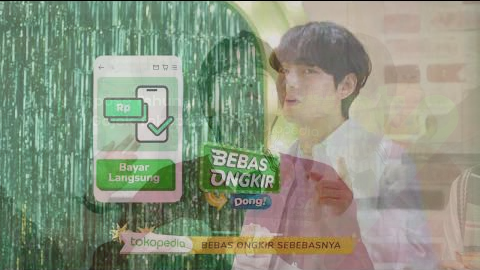 Rp
Bayar
Langsung
BEBAS
ONGKIR
Dong!
tokopedia
BEBAS ONGKIR SEBEBASNYA